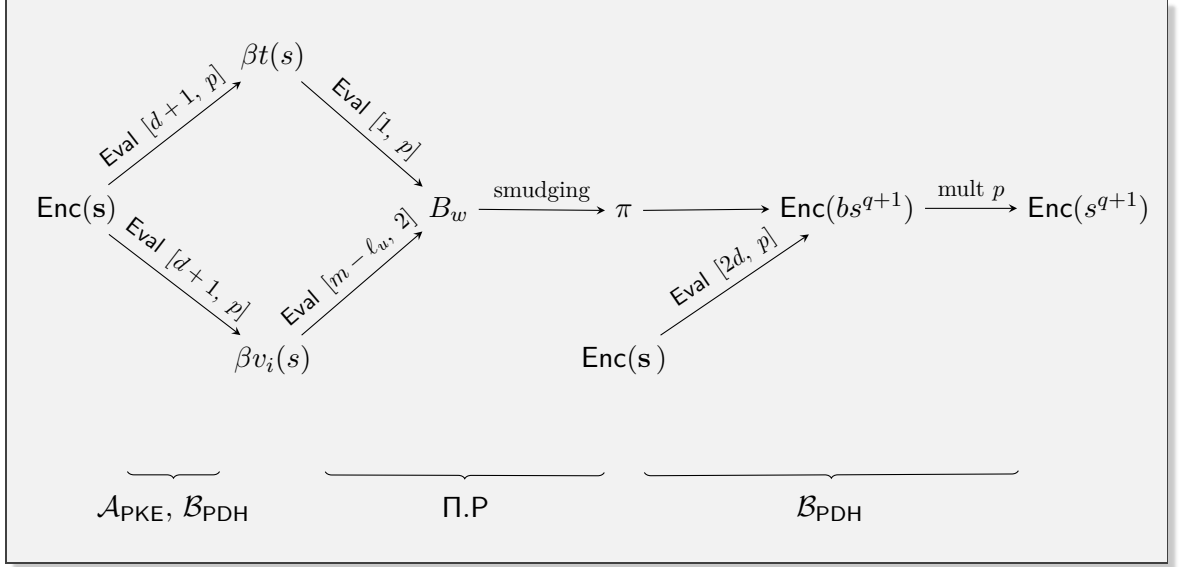 βt(s)
Eval [d + 1, p]
Eval [1, p]
Enc(s)
B_w
smudging
π
Enc(bs^{q+1})
mult p
Enc(s^{q+1})
Eval [d + 1, p]
Eval [m − ℓ_u, 2]
Eval [2d, p]
βv_i(s)
Enc(s )
𝒜_PKE, ℬ_PDH
Π.P
ℬ_PDH